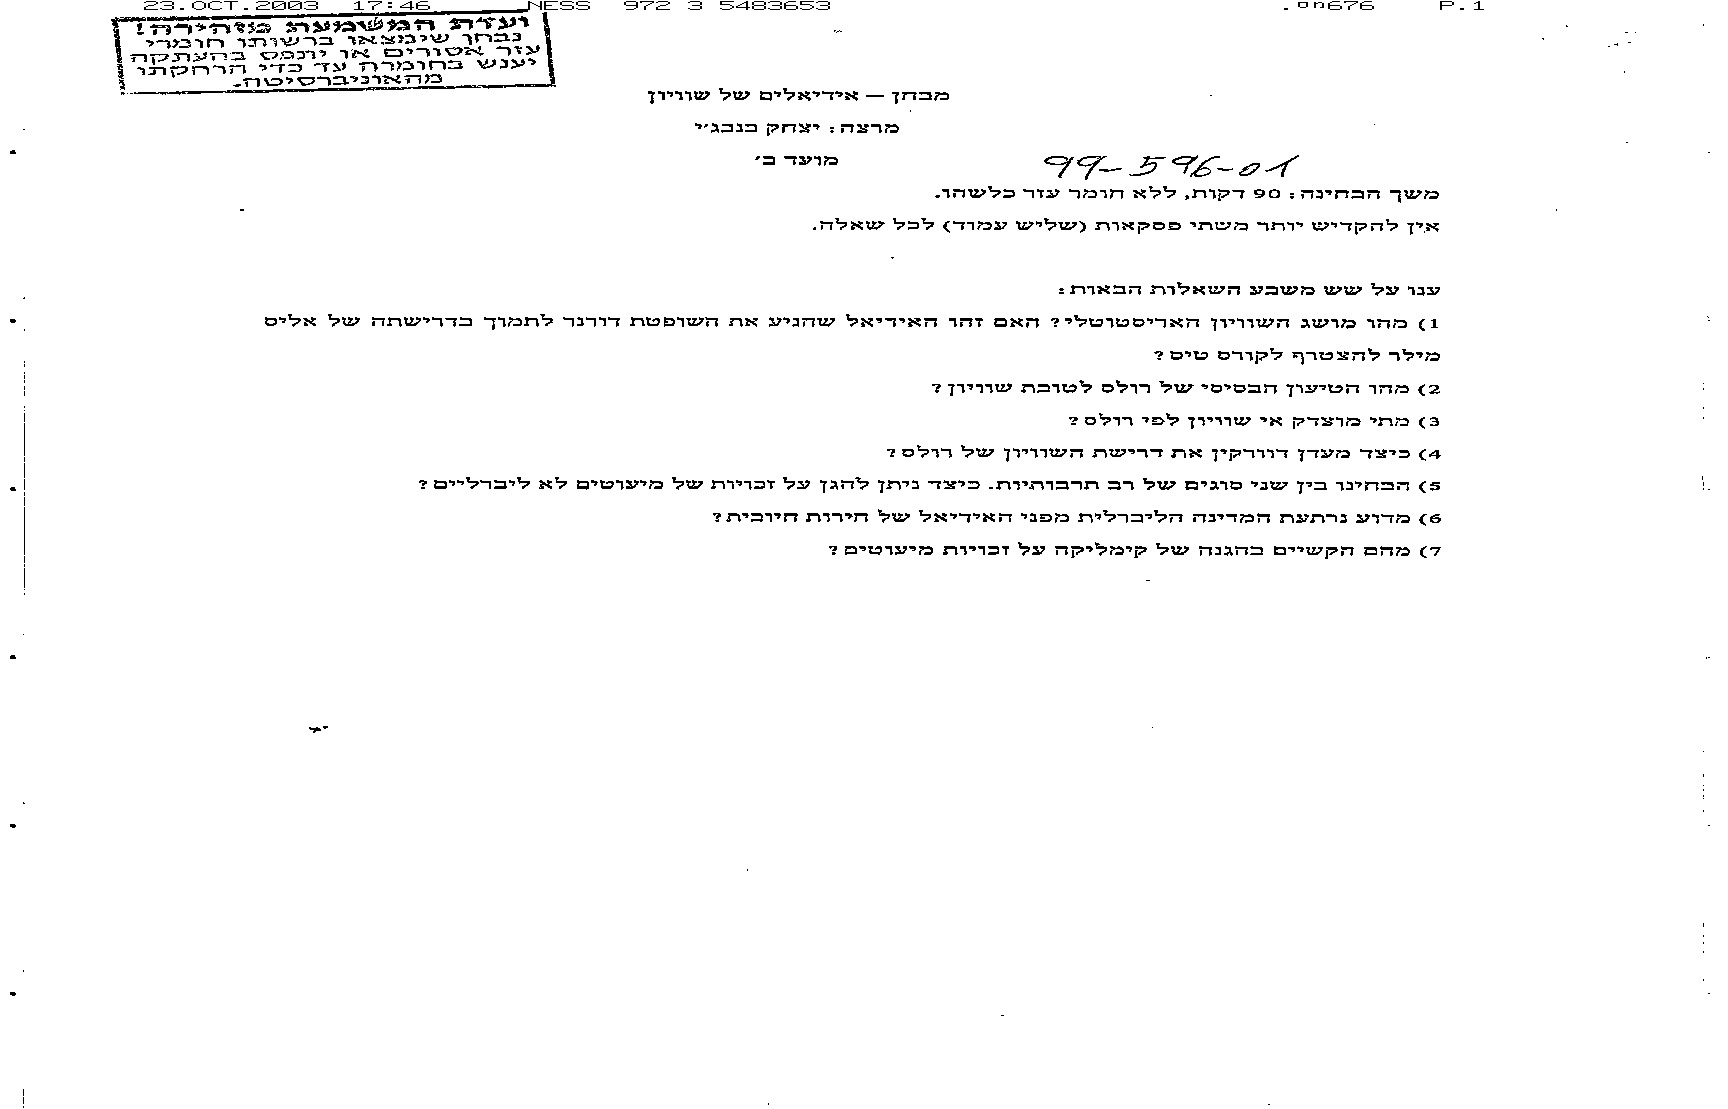 23.OCT.2003 17:46 NESS 972 3 5483653 .מס676 P.1
ועדת המשמעת מזהירה!
נבחן שימצאו ברשותו חומרי
עזר אסורים או יתפס בהעתקה
יענש בחומרה עד כדי הרחקתו
מהאוניברסיטה.
מבחן – אידיאלים של שוויון
מרצה: יצחק בנבג'י
מועד ב'
99-596-01
משך הבחינה: 90 דקות, ללא חומר עזר כלשהו.
אין להקדיש יותר משתי פסקאות (שליש עמוד) לכל שאלה.
ענו על שש משבע השאלות הבאות:
1) מהו מושג השוויון האריסטוטלי? האם זהו האידיאל שהניע את השופטת דורנר לתמוך בדרישתה של אליס
מילר להצטרף לקורס טיס?
2) מהו הטיעון הבסיסי של רולס לטובת שוויון?
3) מתי מוצדק אי שוויון לפי רולס?
4) כיצד מעדן דוורקין את דרישת השוויון של רולס?
5) הבחינו בין שני סוגים של רב תרבותיות. כיצד ניתן להגן על זכויות של מיעוטים לא ליברליים?
6) מדוע נרתעת המדינה הליברלית מפני האידיאל של חירות חיובית?
7) מהם הקשיים בהגנה של קימליקה על זכויות מיעוטים?